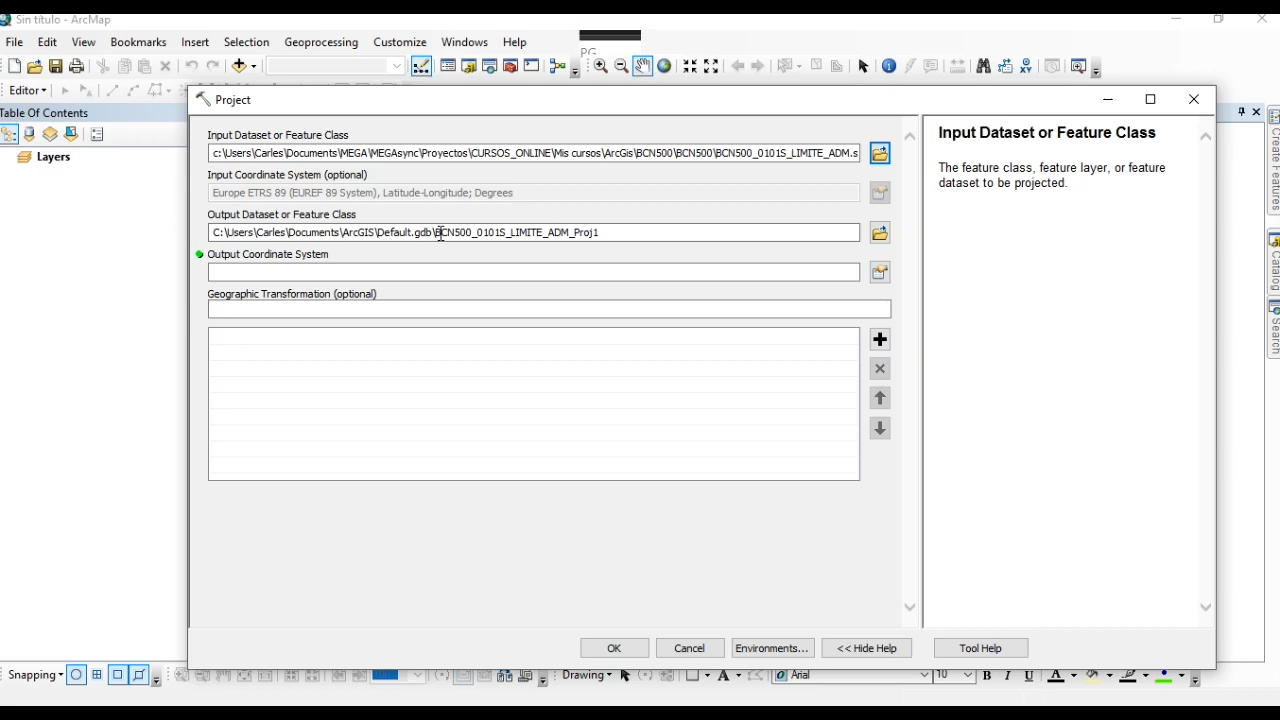 Sin título - ArcMap
File Edit View Bookmarks Insert Selection Geoprocessing Customize Windows Help
PG
Editor
Project
Table Of Contents
Layers
Input Dataset or Feature Class
c:\Users\Carles\Documents\MEGA\MEGAsync\Proyectos\CURSOS_ONLINE\Mis cursos\ArcGis\BCN500\BCN500\BCN500_0101S_LIMITE_ADM.s
Input Coordinate System (optional)
Europe ETRS 89 (EUREF 89 System), Latitude-Longitude; Degrees
Output Dataset or Feature Class
C:\Users\Carles\Documents\ArcGIS\Default.gdb\BCN500_0101S_LIMITE_ADM_Proj1
Output Coordinate System
Geographic Transformation (optional)
Input Dataset or Feature Class
The feature class, feature layer, or feature
dataset to be projected.
Create Features
Catalog
Search
OK Cancel Environments... << Hide Help Tool Help
Snapping Drawing A Arial 10 B I U A